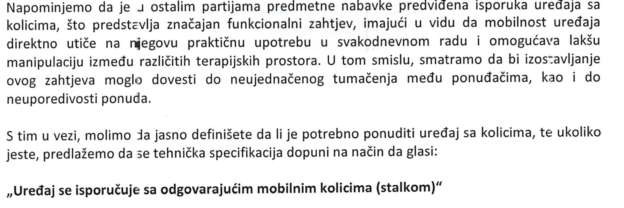 Napominjemo da je u ostalim partijama predmetne nabavke predviđena isporuka uređaja sa
kolicima, što predstavlja značajan funkcionalni zahtjev, imajući u vidu da mobilnost uređaja
direktno utiče na njegovu praktičnu upotrebu u svakodnevnom radu i omogućava lakšu
manipulaciju između različitih terapijskih prostora. U tom smislu, smatramo da bi izostavljanje
ovog zahtjeva moglo dovesti do neujednačenog tumačenja među ponuđačima, kao i do
neuporedivosti ponuda.
S tim u vezi, molimo da jasno definišete da li je potrebno ponuditi uređaj sa kolicima, te ukoliko
jeste, predlažemo da se tehnička specifikacija dopuni na način da glasi:
„Uređaj se isporučuje sa odgovarajućim mobilnim kolicima (stalkom)“